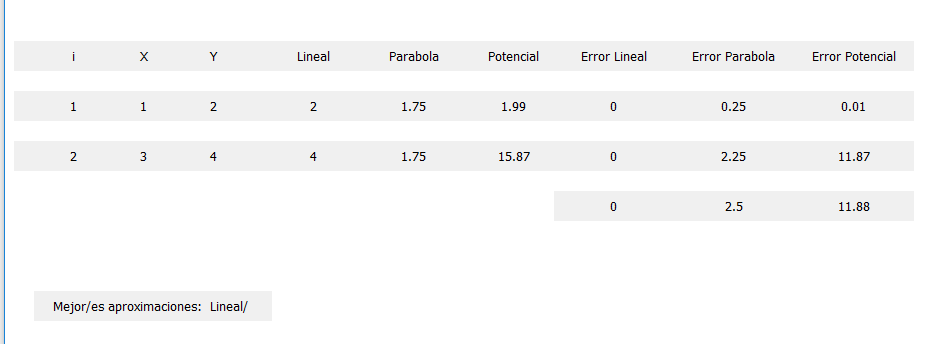 i X Y Lineal Parabola Potencial Error Lineal Error Parabola Error Potencial
1 1 2 2 1.75 1.99 0 0.25 0.01
2 3 4 4 1.75 15.87 0 2.25 11.87
0 2.5 11.88
Mejor/es aproximaciones: Lineal/